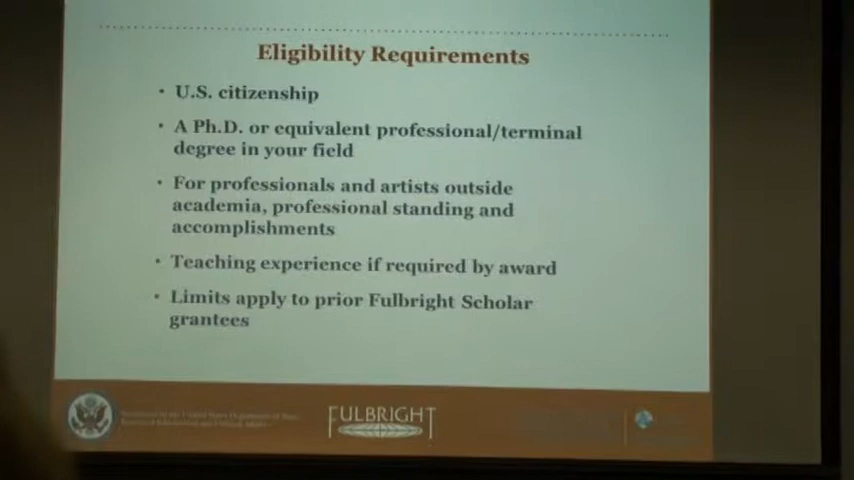 Eligibility Requirements
• U.S. citizenship
• A Ph.D. or equivalent professional/terminal
degree in your field
• For professionals and artists outside
academia, professional standing and
accomplishments
• Teaching experience if required by award
• Limits apply to prior Fulbright Scholar
grantees
FULBRIGHT